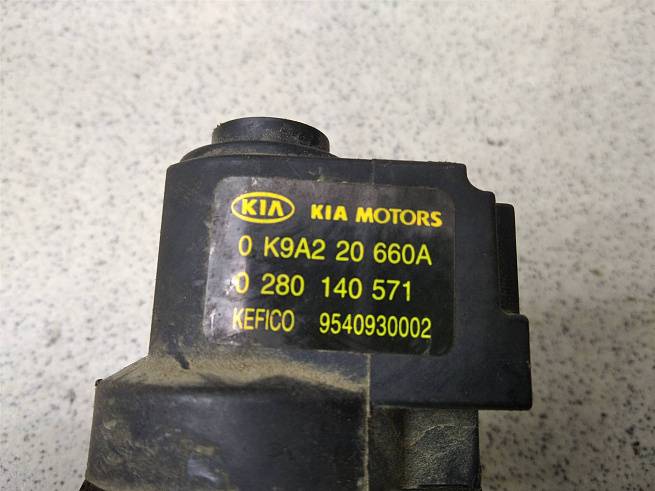 KIA KIA MOTORS
0 K9A2 20 660A
0 280 140 571
KEFICO 9540930002